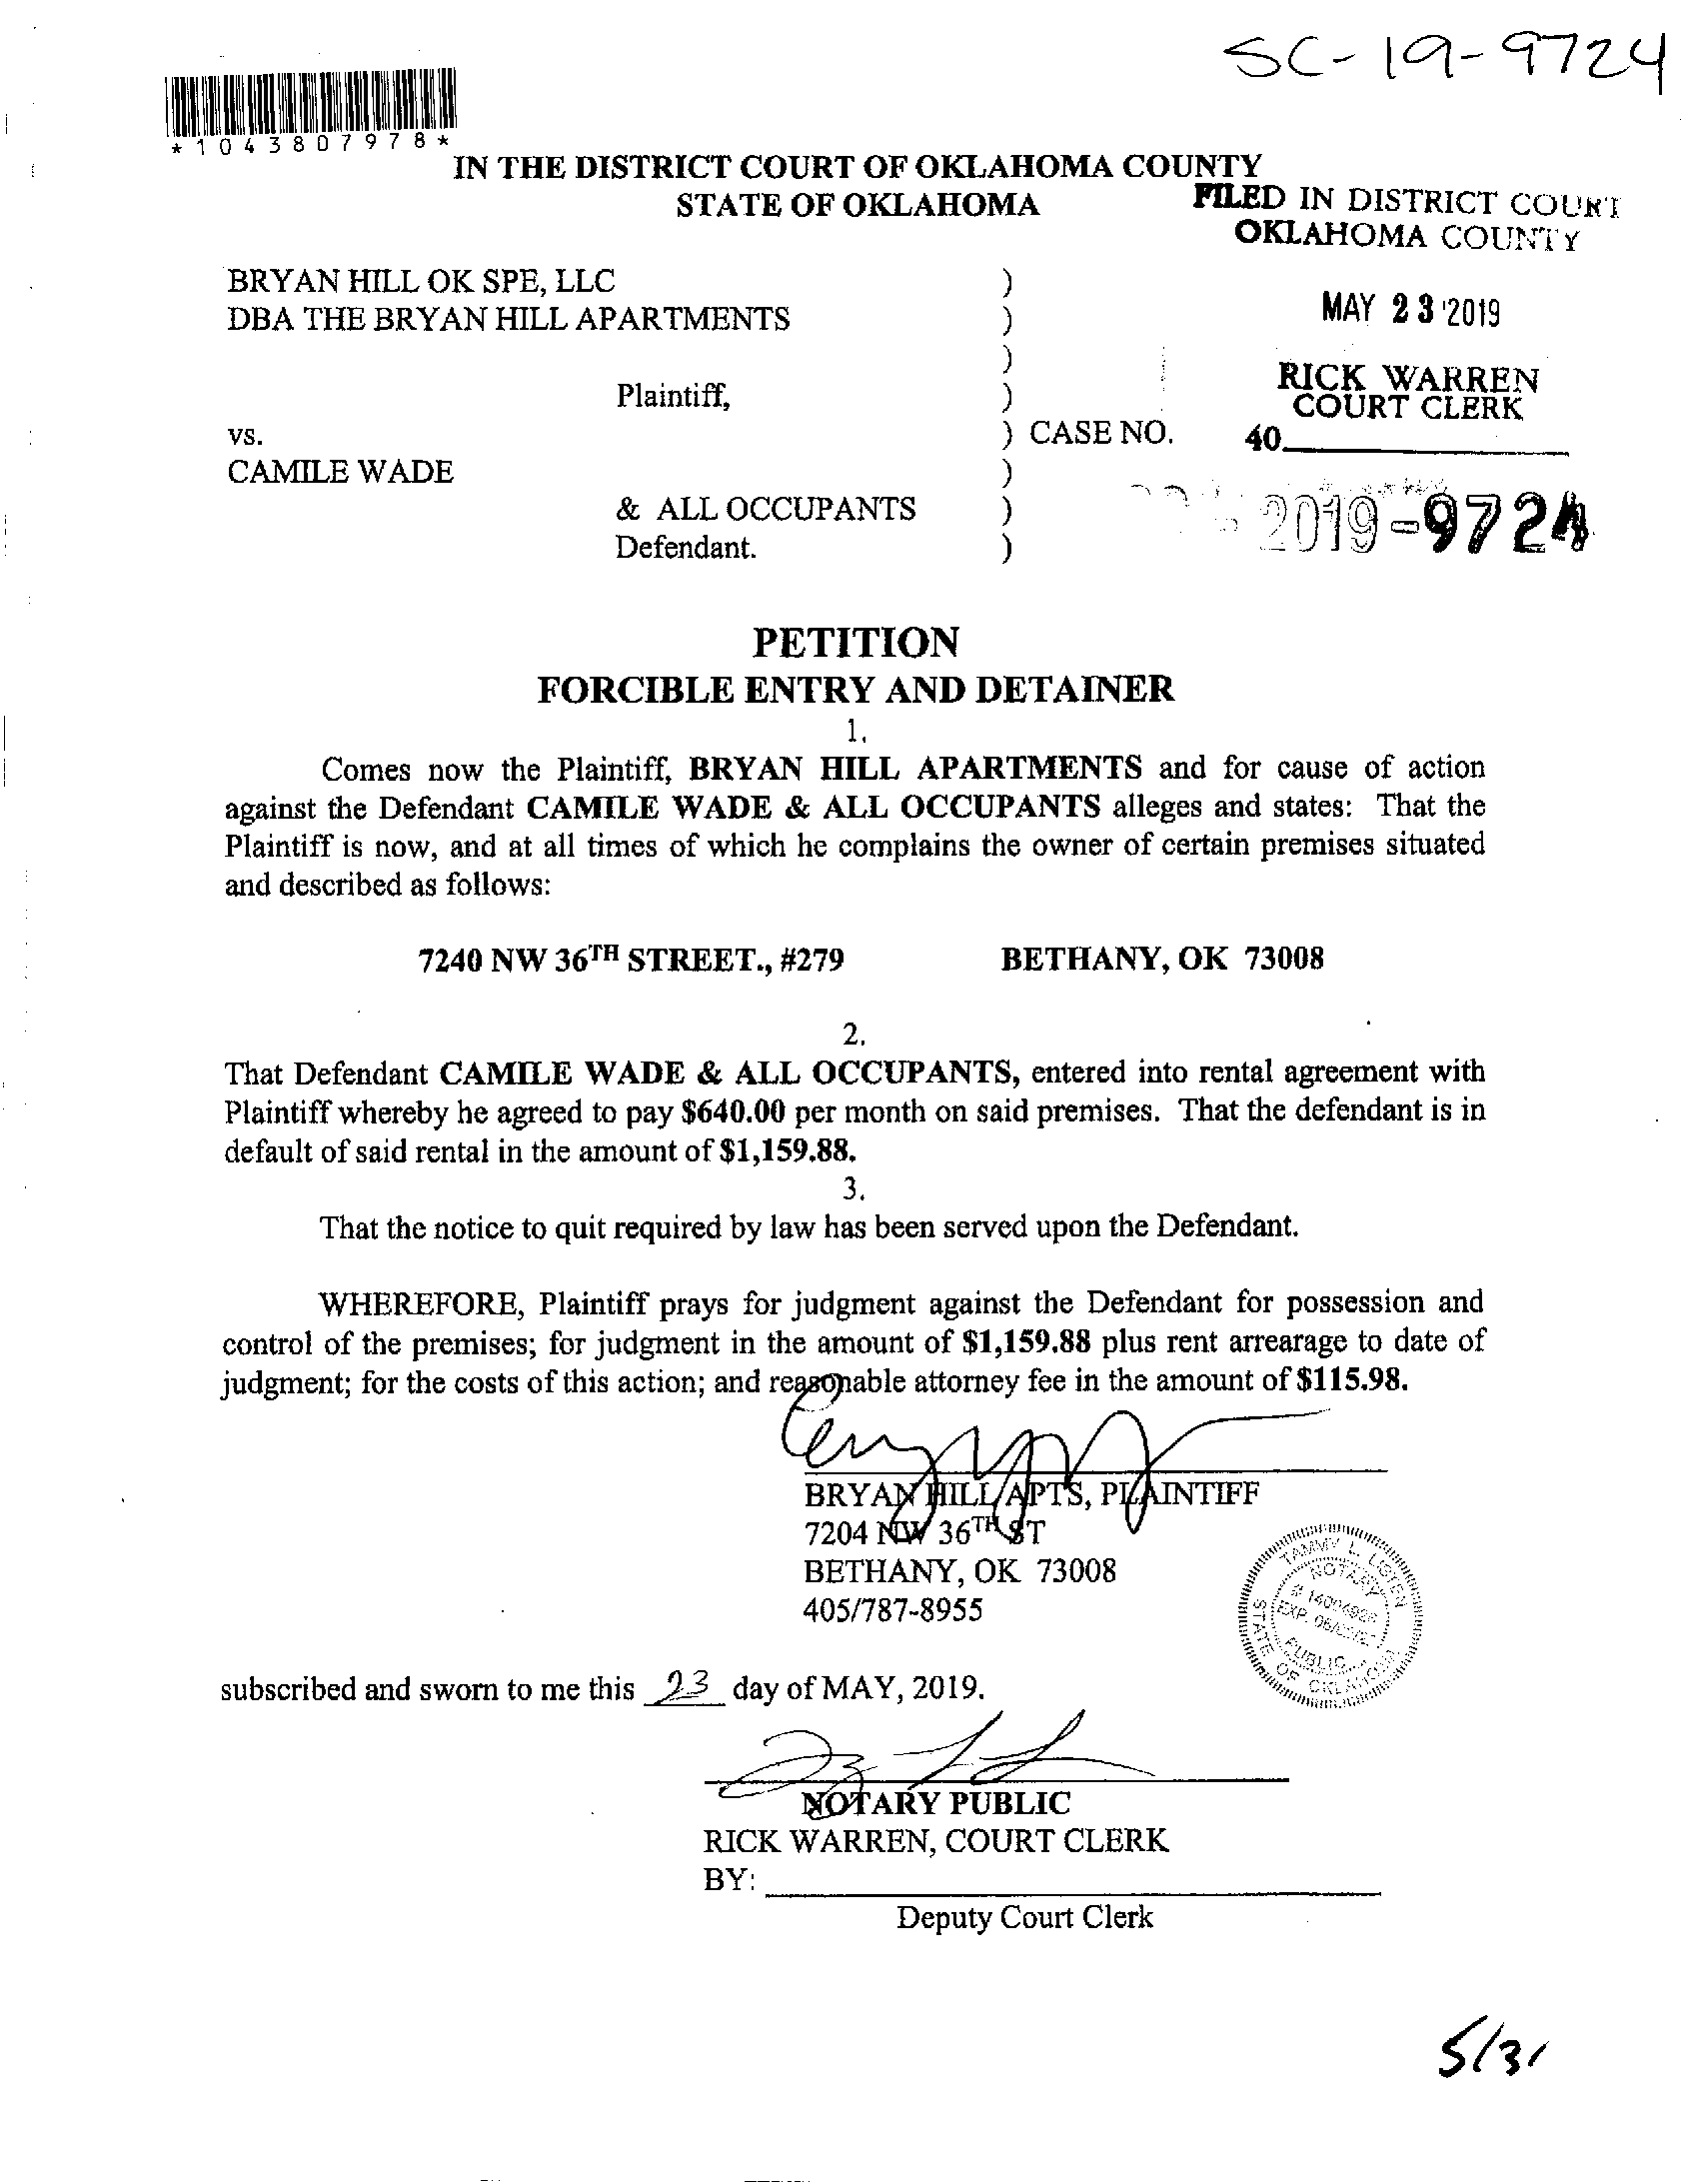 SC-19-9724
*1043807978*
IN THE DISTRICT COURT OF OKLAHOMA COUNTY
STATE OF OKLAHOMA
FILED IN DISTRICT COURT
OKLAHOMA COUNTY
BRYAN HILL OK SPE, LLC )
DBA THE BRYAN HILL APARTMENTS )
MAY 23 2019
)
Plaintiff, )
RICK WARREN
COURT CLERK
vs. ) CASE NO. 40
CAMILE WADE )
& ALL OCCUPANTS )
2019-9724
Defendant. )
PETITION
FORCIBLE ENTRY AND DETAINER
1.
Comes now the Plaintiff, BRYAN HILL APARTMENTS and for cause of action
against the Defendant CAMILE WADE & ALL OCCUPANTS alleges and states: That the
Plaintiff is now, and at all times of which he complains the owner of certain premises situated
and described as follows:
7240 NW 36TH STREET., #279 BETHANY, OK 73008
2.
That Defendant CAMILE WADE & ALL OCCUPANTS, entered into rental agreement with
Plaintiff whereby he agreed to pay $640.00 per month on said premises. That the defendant is in
default of said rental in the amount of $1,159.88.
3.
That the notice to quit required by law has been served upon the Defendant.
WHEREFORE, Plaintiff prays for judgment against the Defendant for possession and
control of the premises; for judgment in the amount of $1,159.88 plus rent arrearage to date of
judgment; for the costs of this action; and reasonable attorney fee in the amount of $115.98.
BRYAN HILL APTS, PLAINTIFF
7204 NW 36TH ST
BETHANY, OK 73008
405/787-8955
TAMMY L.
NOTARY
EXP.
PUBLIC
STATE OF OKLAHOMA
subscribed and sworn to me this 23 day of MAY, 2019.
NOTARY PUBLIC
RICK WARREN, COURT CLERK
BY:
Deputy Court Clerk
5/31